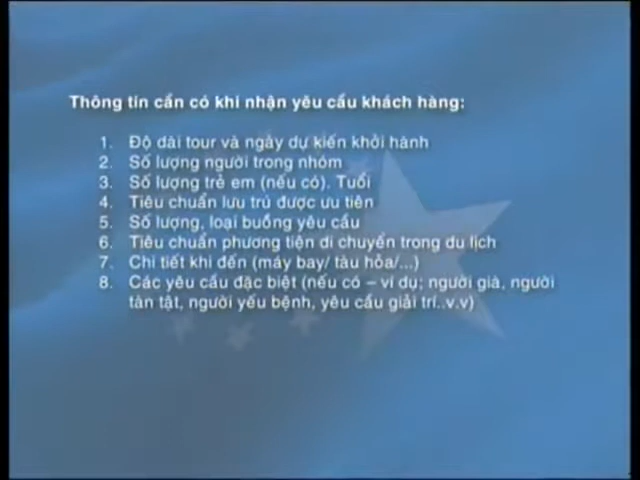 Thông tin cần có khi nhận yêu cầu khách hàng:
1. Độ dài tour và ngày dự kiến khởi hành
2. Số lượng người trong nhóm
3. Số lượng trẻ em (nếu có). Tuổi
4. Tiêu chuẩn lưu trú được ưu tiên
5. Số lượng, loại buồng yêu cầu
6. Tiêu chuẩn phương tiện di chuyển trong du lịch
7. Chi tiết khi đến (máy bay/ tàu hỏa/...)
8. Các yêu cầu đặc biệt (nếu có – ví dụ; người già, người
tàn tật, người yếu bệnh, yêu cầu giải trí..v.v)